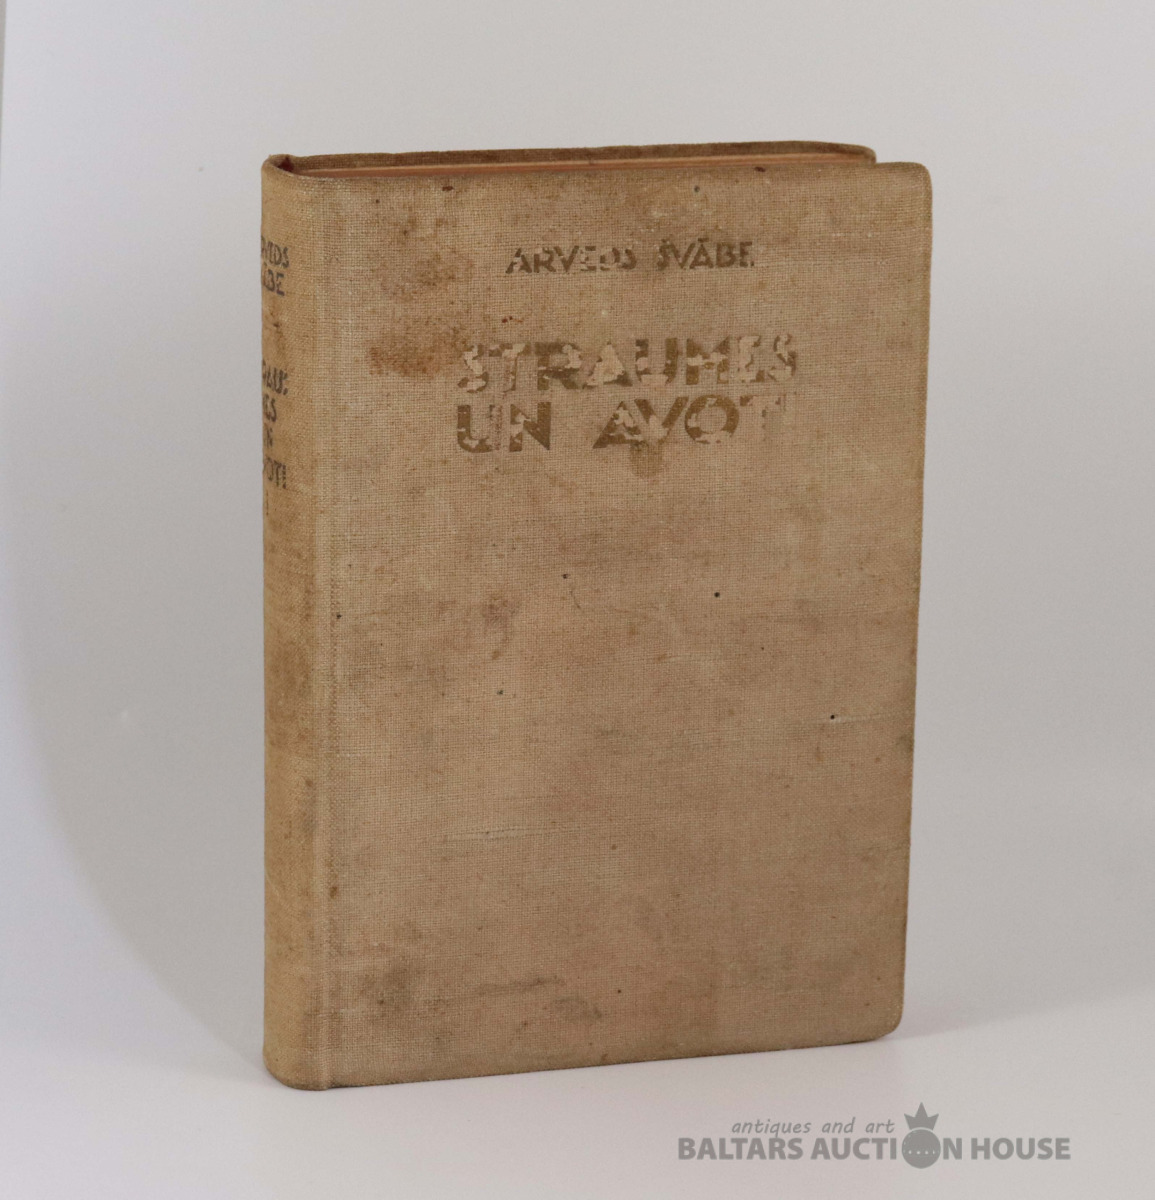 ARVEDS ŠVĀBE
STRAUMES
UN AVOTI
antiques and art
BALTARS AUCTION HOUSE